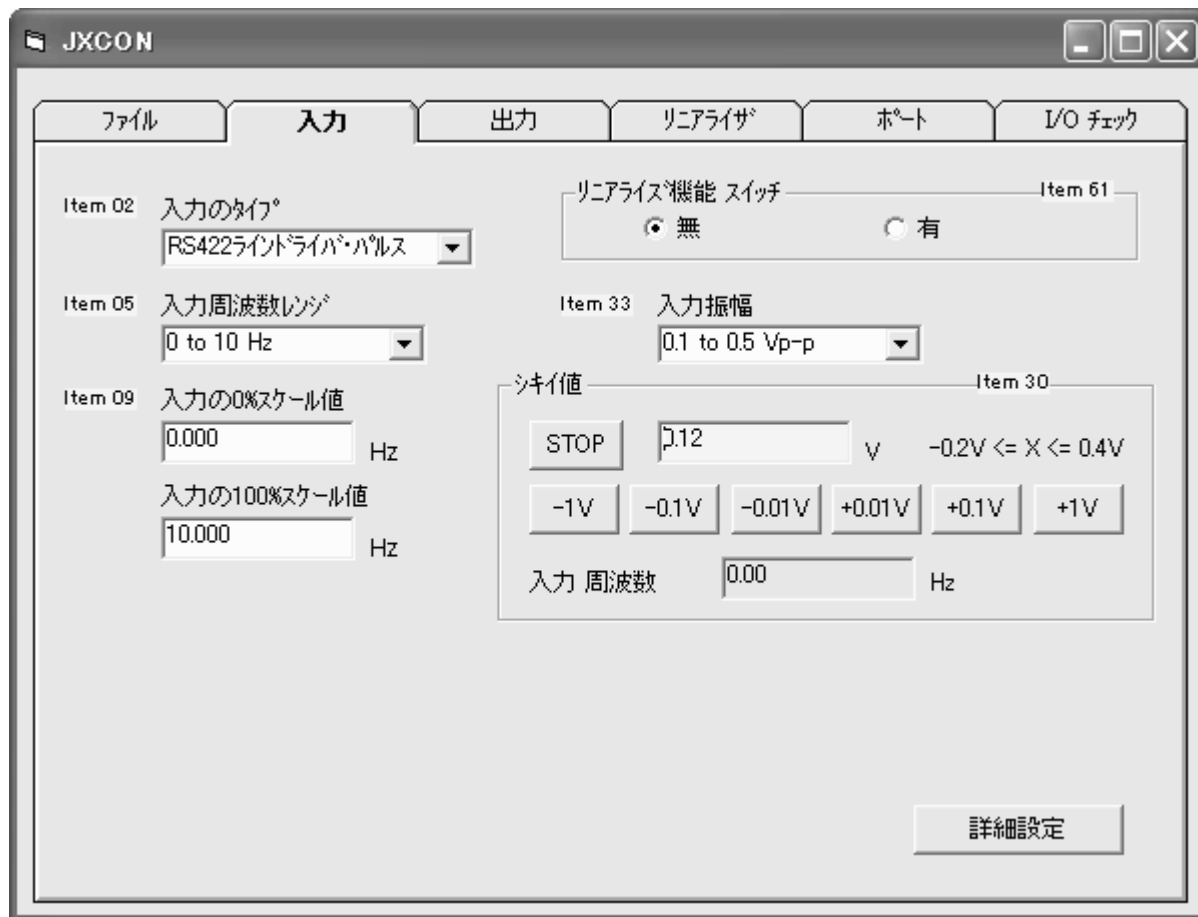 JXCON
ﾌｧｲﾙ 入力 出力 ﾘﾆｱﾗｲｻﾞ ﾎﾟｰﾄ I/O ﾁｪｯｸ
Item 02 入力のﾀｲﾌﾟ
RS422ﾗｲﾝﾄﾞﾗｲﾊﾞ･ﾊﾟﾙｽ
ﾘﾆｱﾗｲｽﾞ機能 ｽｲｯﾁ Item 61
無 有
Item 05 入力周波数ﾚﾝｼﾞ
0 to 10 Hz
Item 33 入力振幅
0.1 to 0.5 Vp-p
Item 09 入力の0%ｽｹｰﾙ値
0.000 Hz
入力の100%ｽｹｰﾙ値
10.000 Hz
ｼｷｲ値 Item 30
STOP 0.12 V -0.2V <= X <= 0.4V
-1V -0.1V -0.01V +0.01V +0.1V +1V
入力 周波数 0.00 Hz
詳細設定